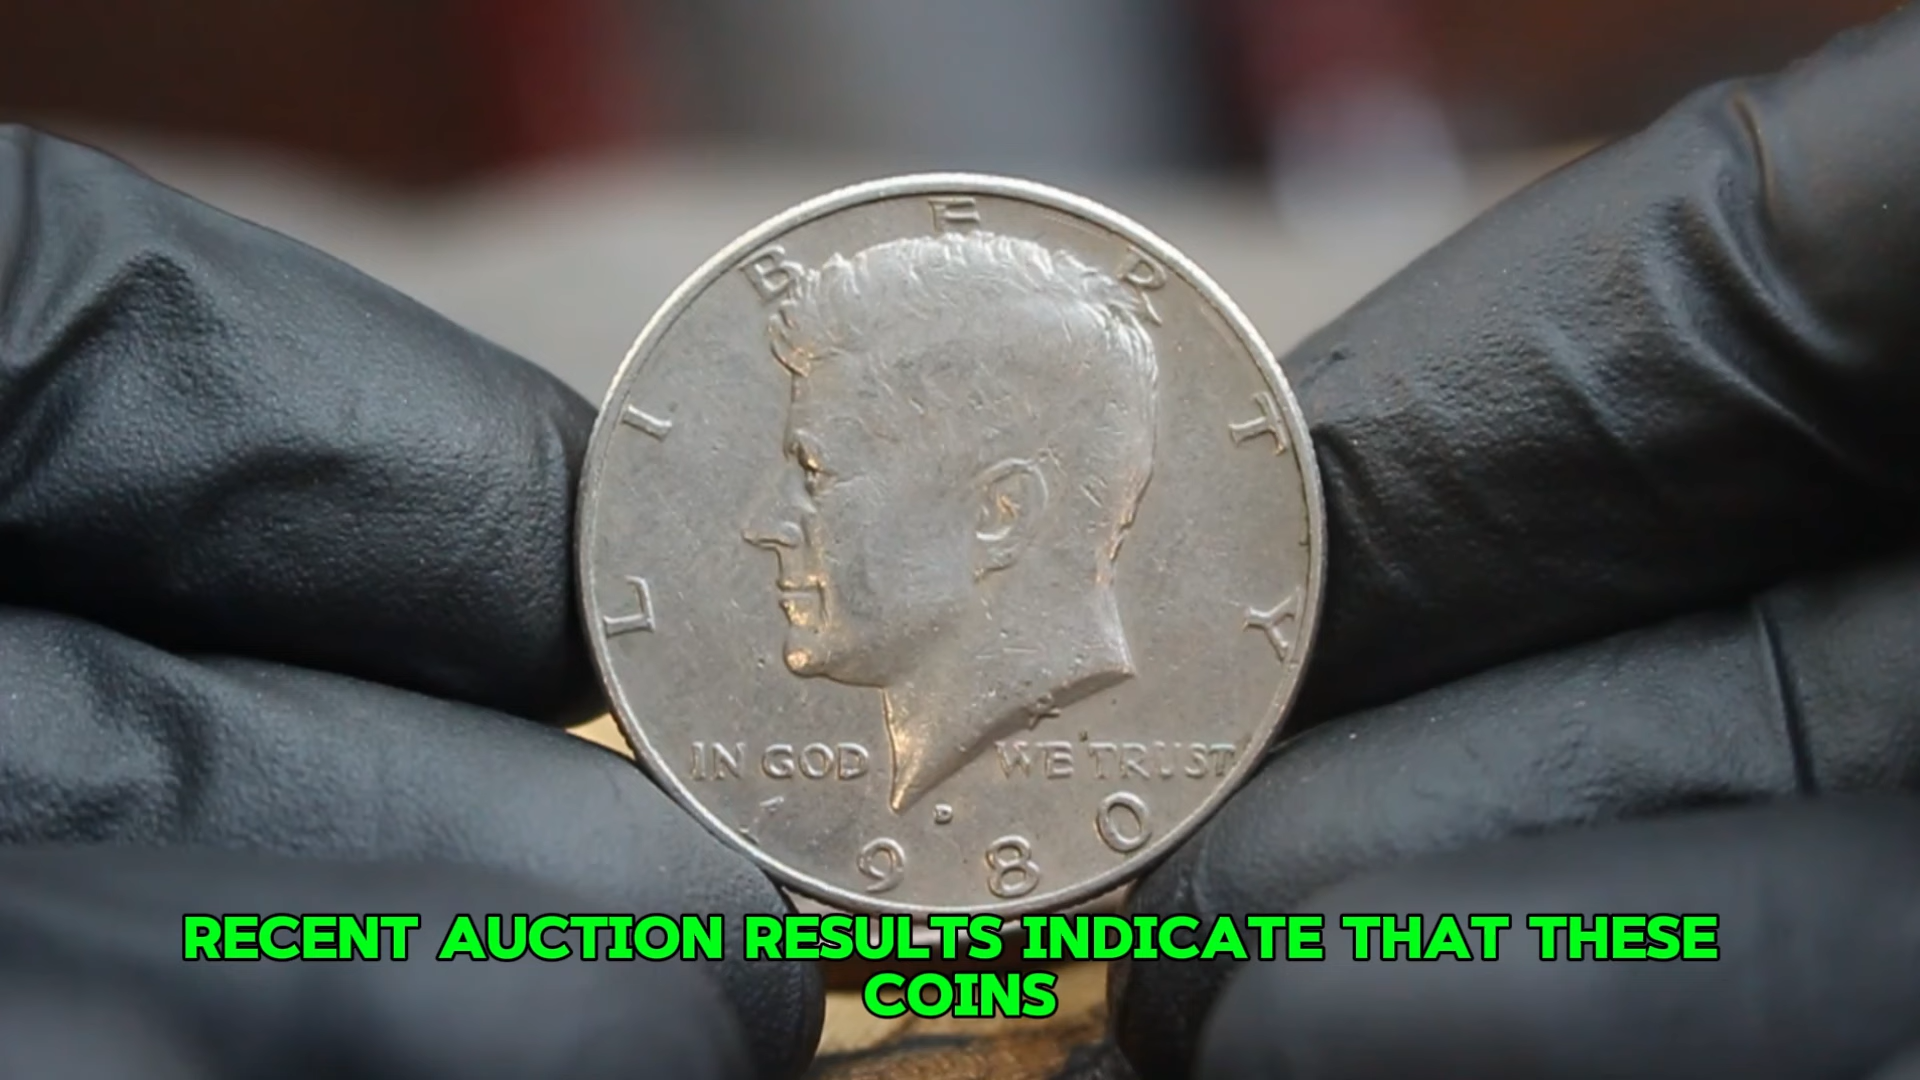 LIBERTY
IN GOD WE TRUST
D
1980
RECENT AUCTION RESULTS INDICATE THAT THESE
COINS